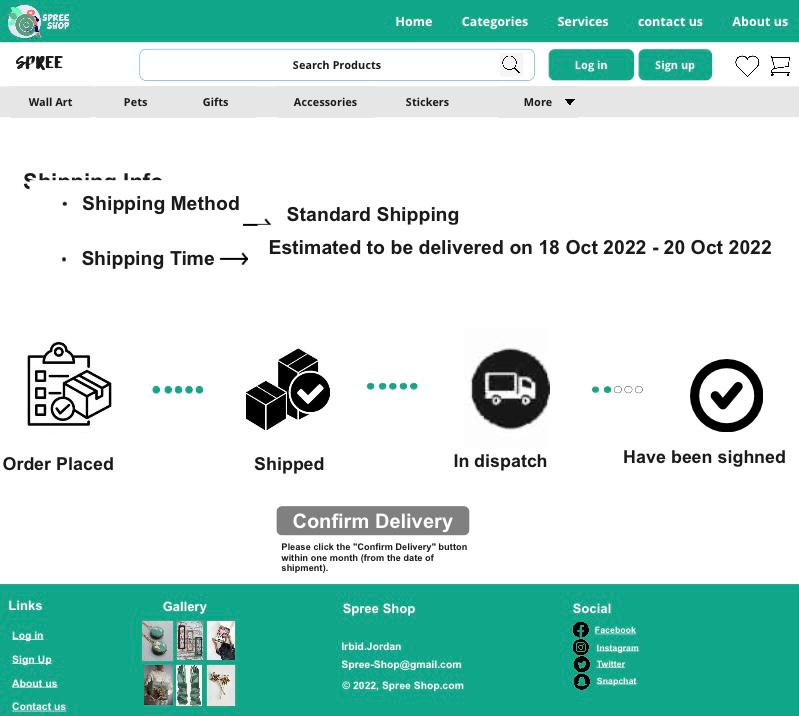 SPREE
SHOP
Home Categories Services contact us About us
SPREE
Search Products
Log in
Sign up
Wall Art Pets Gifts Accessories Stickers More
Shipping Info
• Shipping Method
Standard Shipping
• Shipping Time
Estimated to be delivered on 18 Oct 2022 - 20 Oct 2022
Order Placed
Shipped
In dispatch
Have been sighned
Confirm Delivery
Please click the "Confirm Delivery" button
within one month (from the date of
shipment).
Links
Log in
Sign Up
About us
Contact us
Gallery
Spree Shop
Irbid.Jordan
Spree-Shop@gmail.com
© 2022, Spree Shop.com
Social
Facebook
Instagram
Twitter
Snapchat